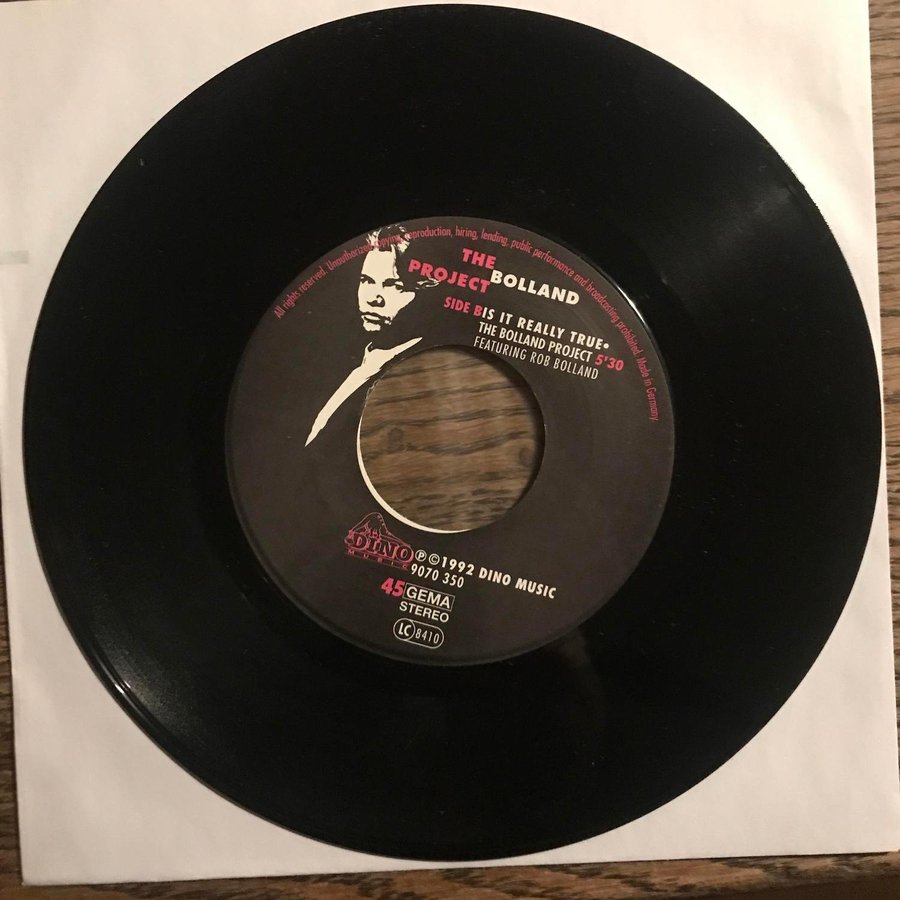 All rights reserved. Unauthorized copying, reproduction, hiring, lending, public performance and broadcasting prohibited. Made in Germany
THE
BOLLAND
PROJECT
SIDE B IS IT REALLY TRUE•
THE BOLLAND PROJECT 5'30
FEATURING ROB BOLLAND
DINO
MUSIC
℗©1992 DINO MUSIC
9070 350
45 GEMA
STEREO
LC 8410